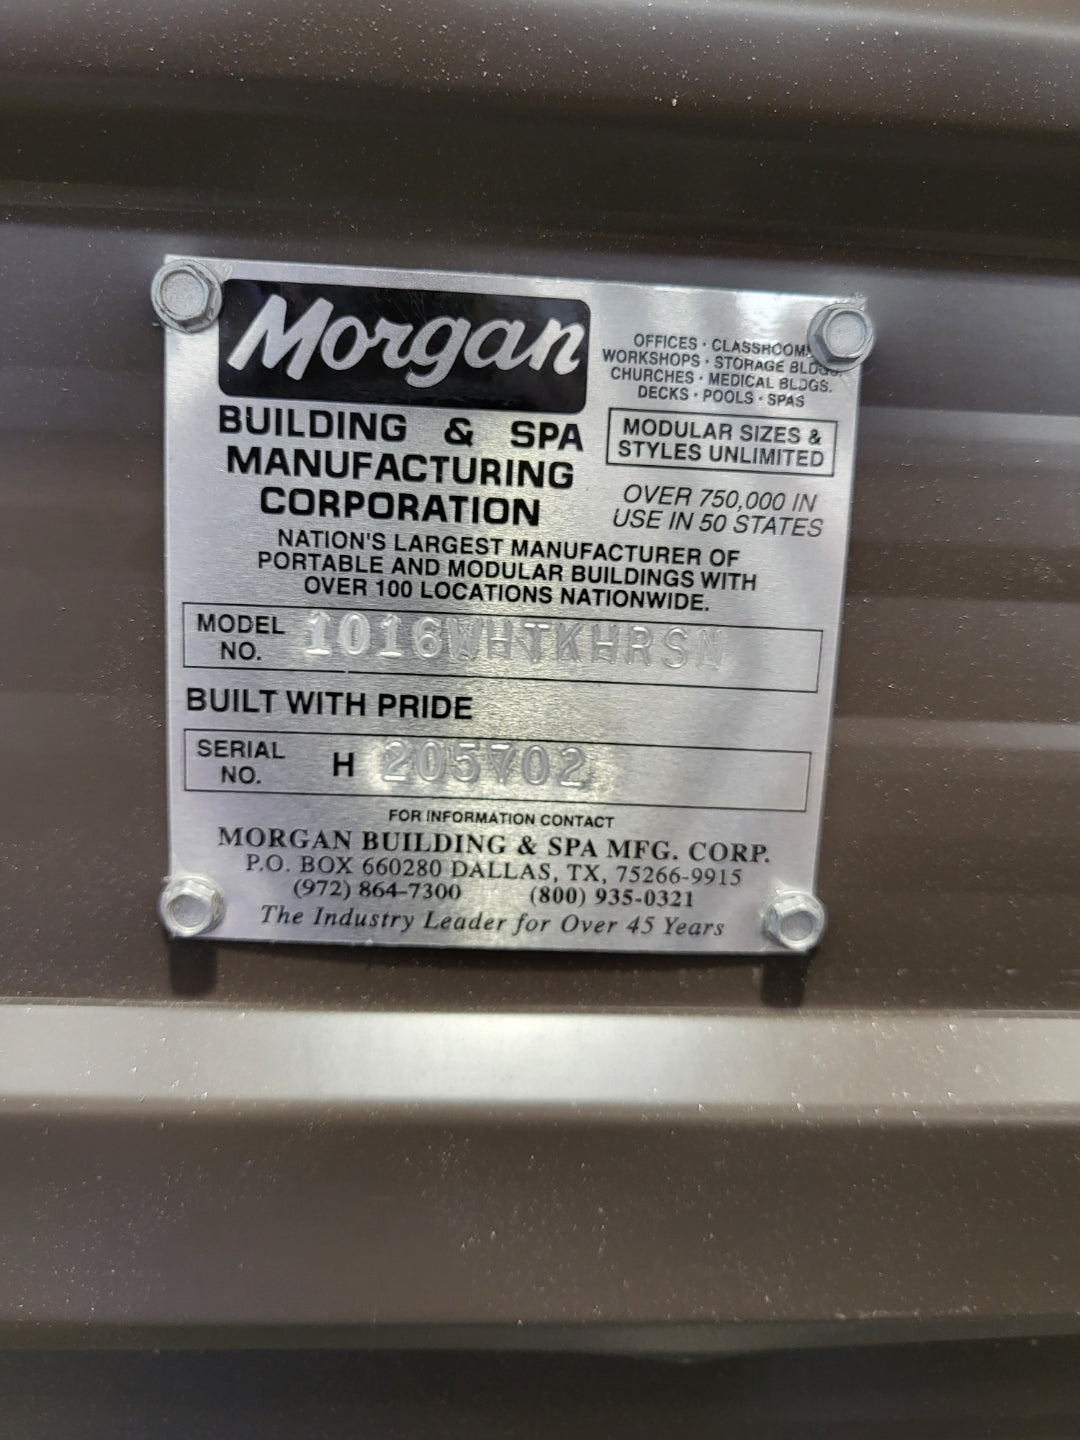 Morgan
BUILDING & SPA
MANUFACTURING
CORPORATION
OFFICES · CLASSROOMS
WORKSHOPS · STORAGE BLDGS.
CHURCHES · MEDICAL BLDGS.
DECKS · POOLS · SPAS
MODULAR SIZES &
STYLES UNLIMITED
OVER 750,000 IN
USE IN 50 STATES
NATION'S LARGEST MANUFACTURER OF
PORTABLE AND MODULAR BUILDINGS WITH
OVER 100 LOCATIONS NATIONWIDE.
MODEL NO. 1016WHTKHRSN
BUILT WITH PRIDE
SERIAL NO. H 205702
FOR INFORMATION CONTACT
MORGAN BUILDING & SPA MFG. CORP.
P.O. BOX 660280 DALLAS, TX, 75266-9915
(972) 864-7300 (800) 935-0321
The Industry Leader for Over 45 Years